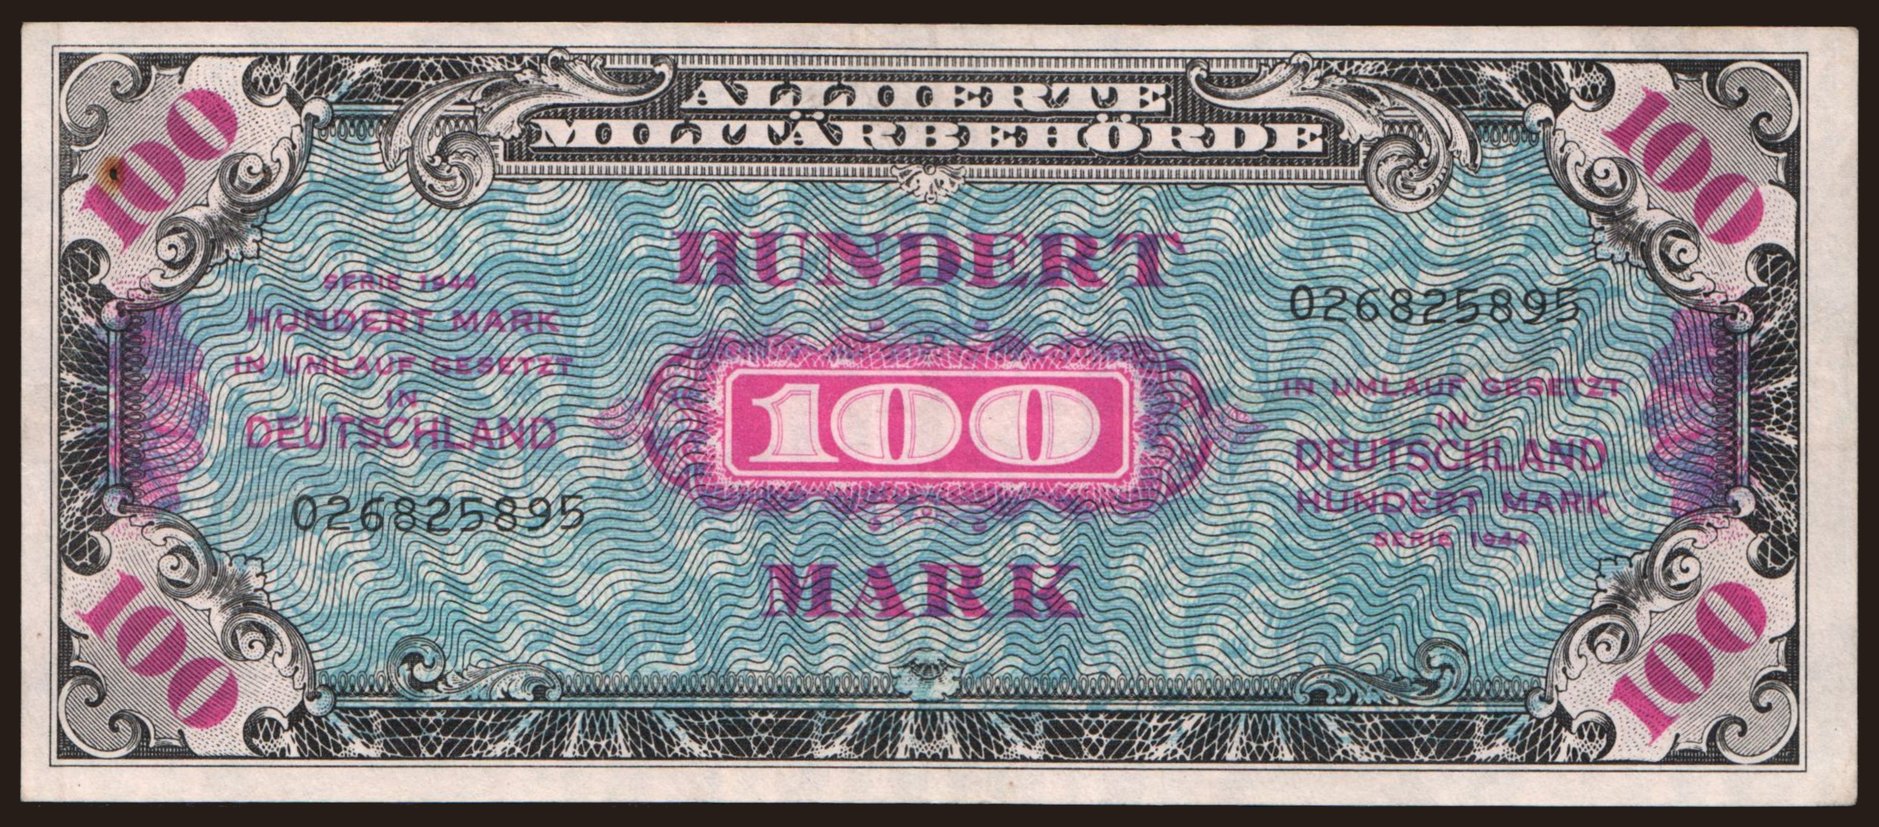 100
ALLIIERTE
MILITÄRBEHÖRDE
100
HUNDERT
SERIE 1944
HUNDERT MARK
IN UMLAUF GESETZT
IN
DEUTSCHLAND
026825895
100
026825895
IN UMLAUF GESETZT
IN
DEUTSCHLAND
HUNDERT MARK
SERIE 1944
MARK
100
100